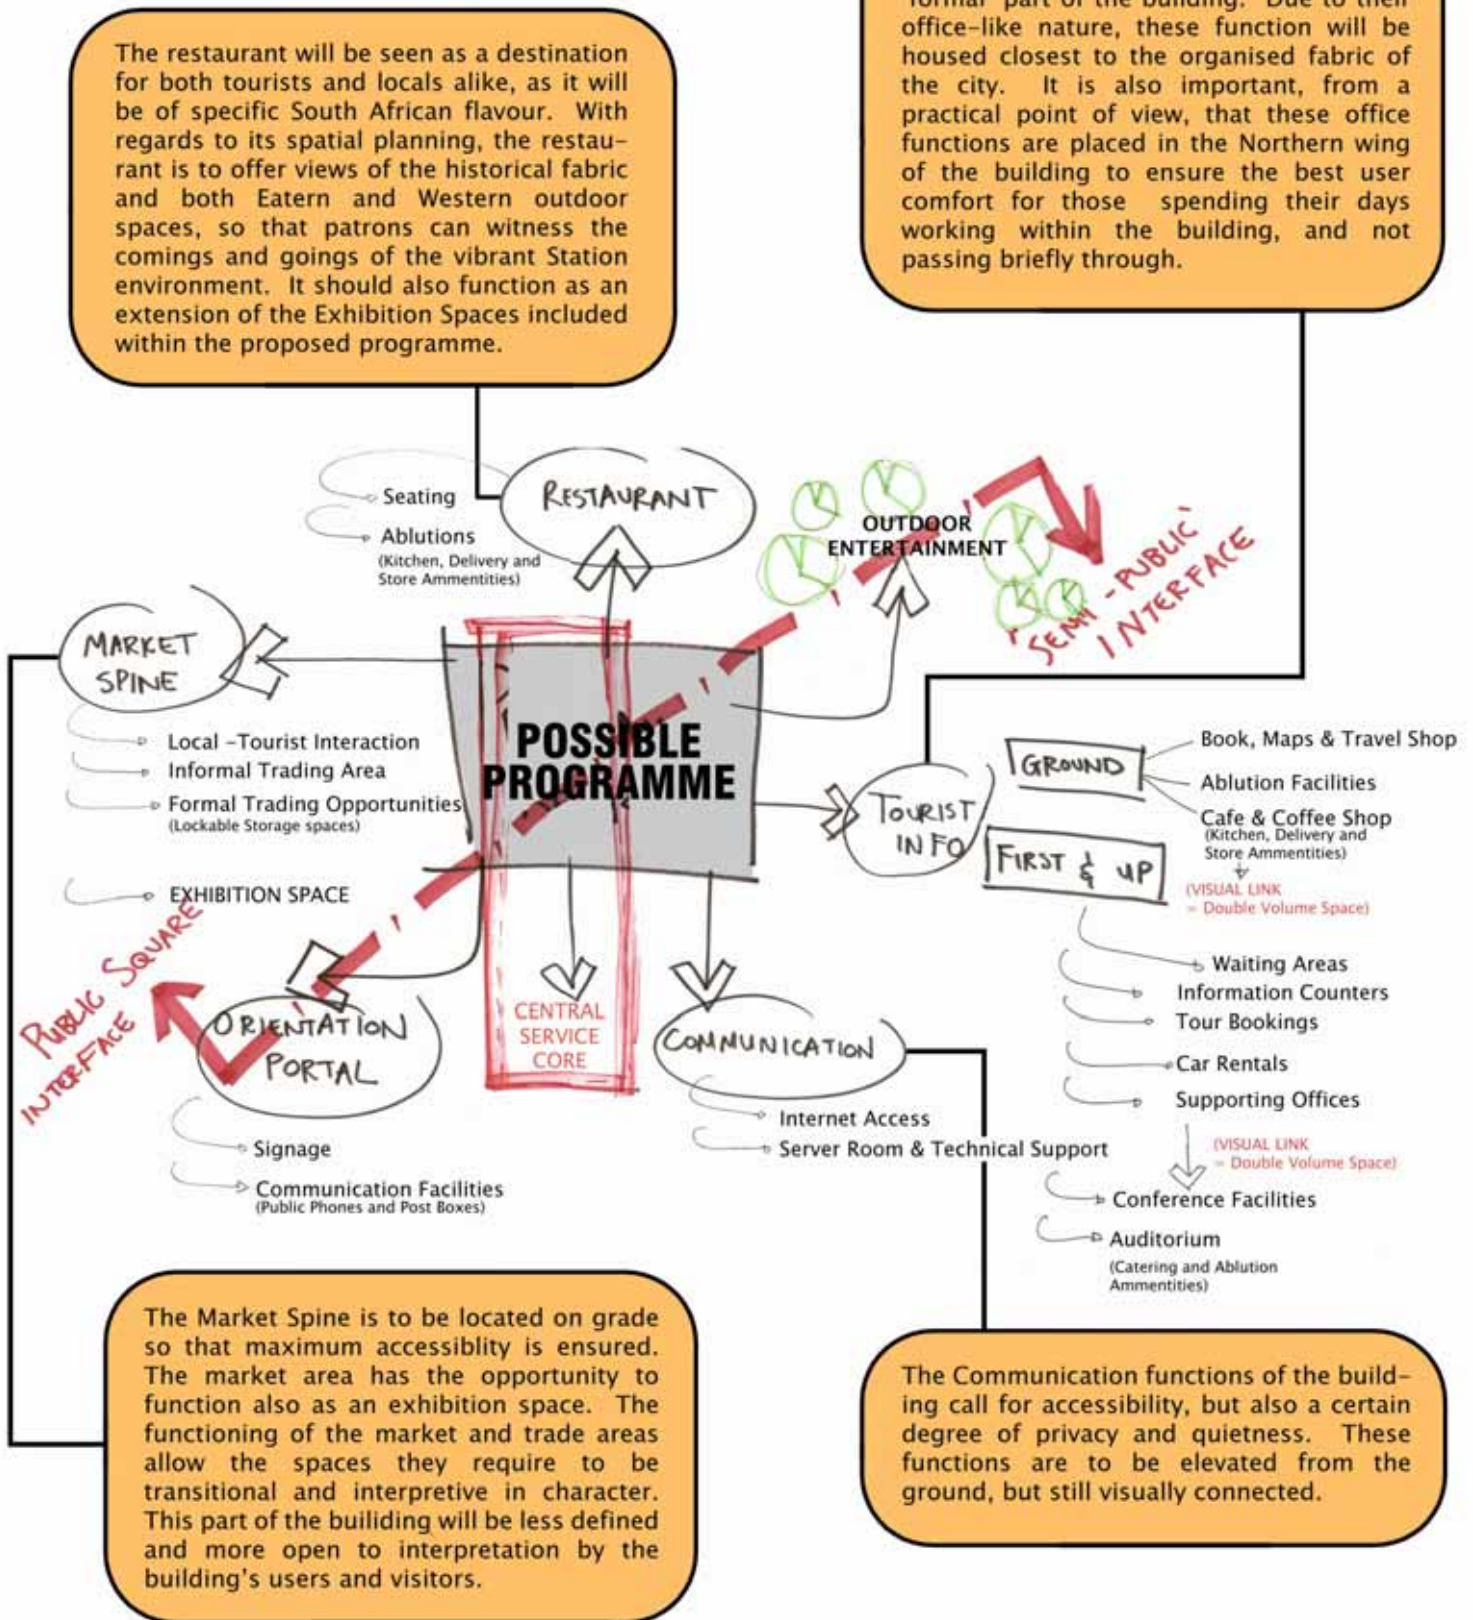 The restaurant will be seen as a destination
for both tourists and locals alike, as it will
be of specific South African flavour. With
regards to its spatial planning, the restau-
rant is to offer views of the historical fabric
and both Eatern and Western outdoor
spaces, so that patrons can witness the
comings and goings of the vibrant Station
environment. It should also function as an
extension of the Exhibition Spaces included
within the proposed programme.
"formal" part of the building. Due to their
office-like nature, these function will be
housed closest to the organised fabric of
the city. It is also important, from a
practical point of view, that these office
functions are placed in the Northern wing
of the building to ensure the best user
comfort for those spending their days
working within the building, and not
passing briefly through.
RESTAURANT
Seating
Ablutions
(Kitchen, Delivery and
Store Ammentities)
OUTDOOR
ENTERTAINMENT
'SEMI-PUBLIC'
INTERFACE
MARKET
SPINE
Local -Tourist Interaction
Informal Trading Area
Formal Trading Opportunities
(Lockable Storage spaces)
EXHIBITION SPACE
POSSIBLE
PROGRAMME
TOURIST
INFO
GROUND
Book, Maps & Travel Shop
Ablution Facilities
Cafe & Coffee Shop
(Kitchen, Delivery and
Store Ammentities)
(VISUAL LINK
= Double Volume Space)
FIRST & UP
Waiting Areas
Information Counters
Tour Bookings
Car Rentals
Supporting Offices
(VISUAL LINK
= Double Volume Space)
Conference Facilities
Auditorium
(Catering and Ablution
Ammentities)
PUBLIC SQUARE
INTERFACE
ORIENTATION
PORTAL
Signage
Communication Facilities
(Public Phones and Post Boxes)
CENTRAL
SERVICE
CORE
COMMUNICATION
Internet Access
Server Room & Technical Support
The Market Spine is to be located on grade
so that maximum accessiblity is ensured.
The market area has the opportunity to
function also as an exhibition space. The
functioning of the market and trade areas
allow the spaces they require to be
transitional and interpretive in character.
This part of the builiding will be less defined
and more open to interpretation by the
building's users and visitors.
The Communication functions of the build-
ing call for accessibility, but also a certain
degree of privacy and quietness. These
functions are to be elevated from the
ground, but still visually connected.